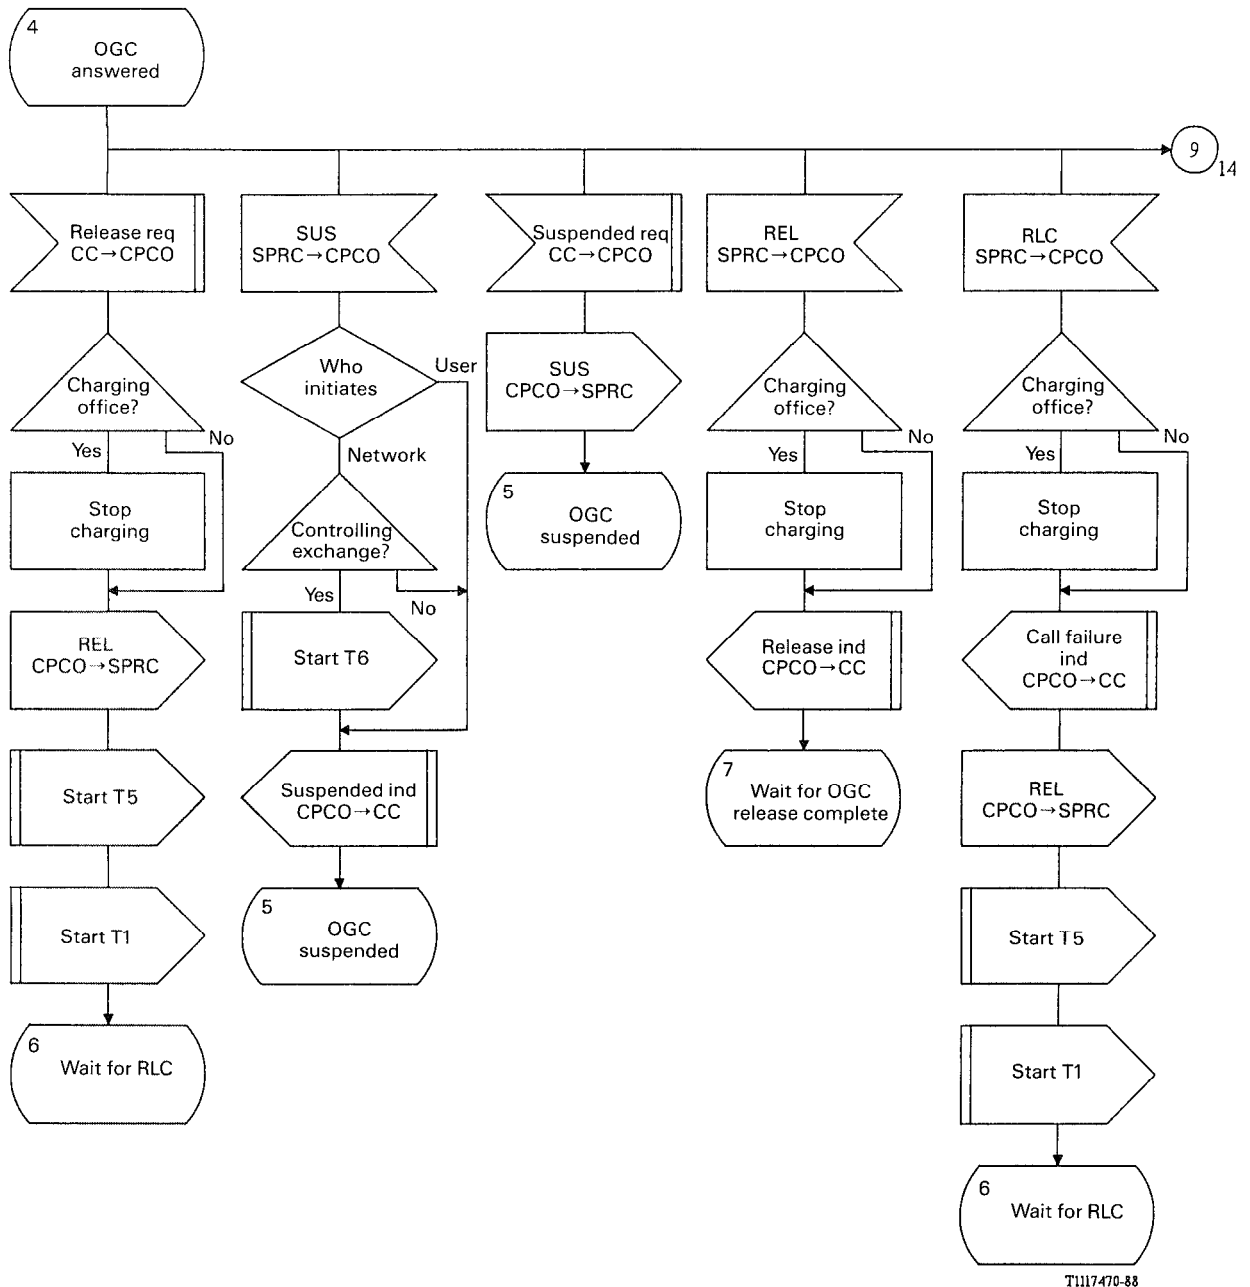 4
OGC
answered
9
14
Release req
CC→CPCO
SUS
SPRC→CPCO
Suspended req
CC→CPCO
REL
SPRC→CPCO
RLC
SPRC→CPCO
Charging
office?
Yes
No
Who
initiates
User
Network
SUS
CPCO→SPRC
Charging
office?
Yes
No
Charging
office?
Yes
No
Stop
charging
Controlling
exchange?
Yes
No
5
OGC
suspended
Stop
charging
Stop
charging
REL
CPCO→SPRC
Start T6
Release ind
CPCO→CC
Call failure
ind
CPCO→CC
Start T5
Suspended ind
CPCO→CC
7
Wait for OGC
release complete
REL
CPCO→SPRC
Start T1
5
OGC
suspended
Start T5
6
Wait for RLC
Start T1
6
Wait for RLC
T1117470-88